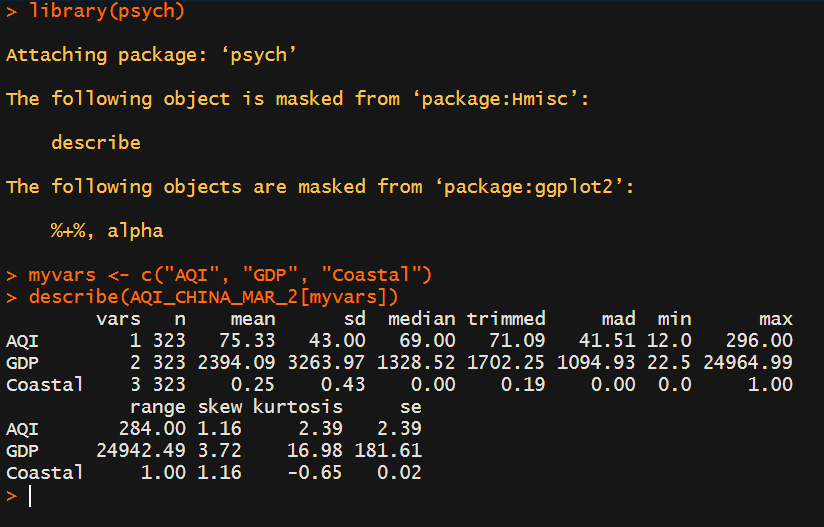 > library(psych)
Attaching package: ‘psych’
The following object is masked from ‘package:Hmisc’:
describe
The following objects are masked from ‘package:ggplot2’:
%+%, alpha
> myvars <- c("AQI", "GDP", "Coastal")
> describe(AQI_CHINA_MAR_2[myvars])
vars n mean sd median trimmed mad min max
AQI 1 323 75.33 43.00 69.00 71.09 41.51 12.0 296.00
GDP 2 323 2394.09 3263.97 1328.52 1702.25 1094.93 22.5 24964.99
Coastal 3 323 0.25 0.43 0.00 0.19 0.00 0.0 1.00
range skew kurtosis se
AQI 284.00 1.16 2.39 2.39
GDP 24942.49 3.72 16.98 181.61
Coastal 1.00 1.16 -0.65 0.02
>